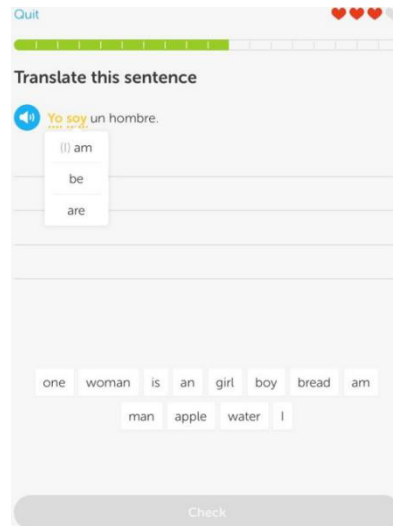 Quit
Translate this sentence
Yo soy un hombre.
(I) am
be
are
one woman is an girl boy bread am
man apple water I
Check